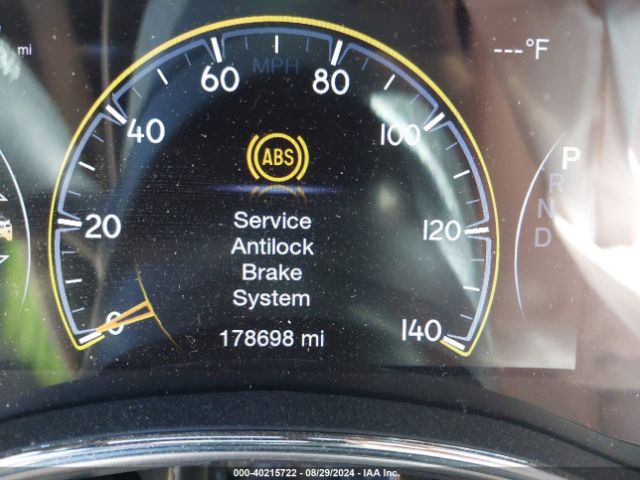 mi
---°F
0
20
40
60
MPH
80
100
120
140
ABS
P
R
N
D
Service
Antilock
Brake
System
178698 mi
000-40215722 - 08/29/2024 - IAA Inc.